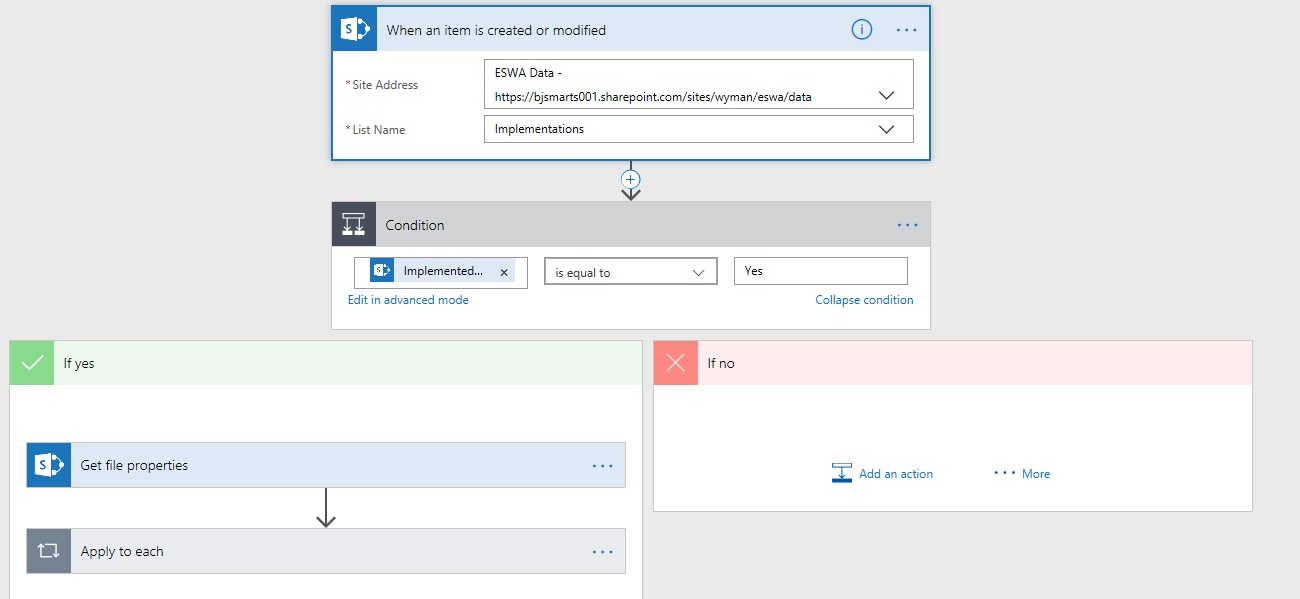 When an item is created or modified
* Site Address
ESWA Data -
https://bjsmarts001.sharepoint.com/sites/wyman/eswa/data
* List Name
Implementations
Condition
Implemented...
is equal to
Yes
Edit in advanced mode
Collapse condition
If yes
If no
Get file properties
Add an action
More
Apply to each